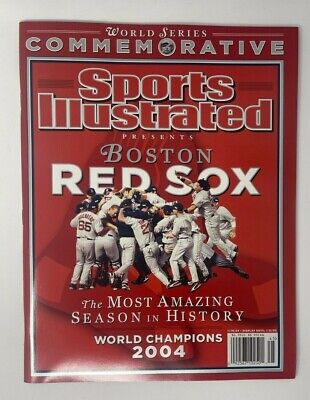 WORLD SERIES
COMMEMORATIVE
Sports
Illustrated
PRESENTS
BOSTON
RED SOX
The MOST AMAZING
SEASON in HISTORY
WORLD CHAMPIONS
2004